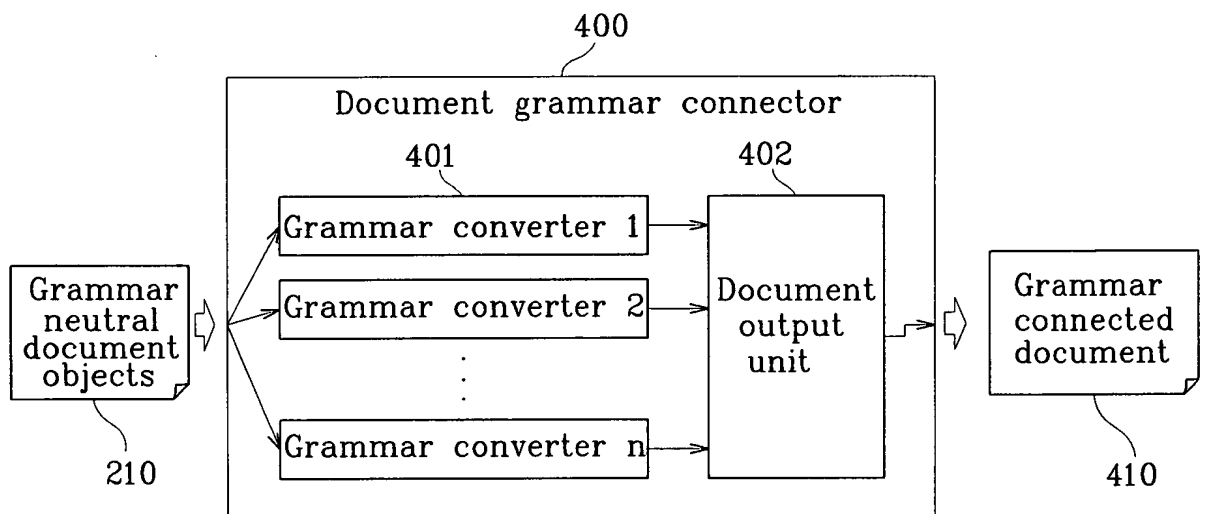 400
Document grammar connector
401
402
Grammar converter 1
Grammar converter 2
Grammar converter n
Grammar
neutral
document
objects
210
Document
output
unit
Grammar
connected
document
410